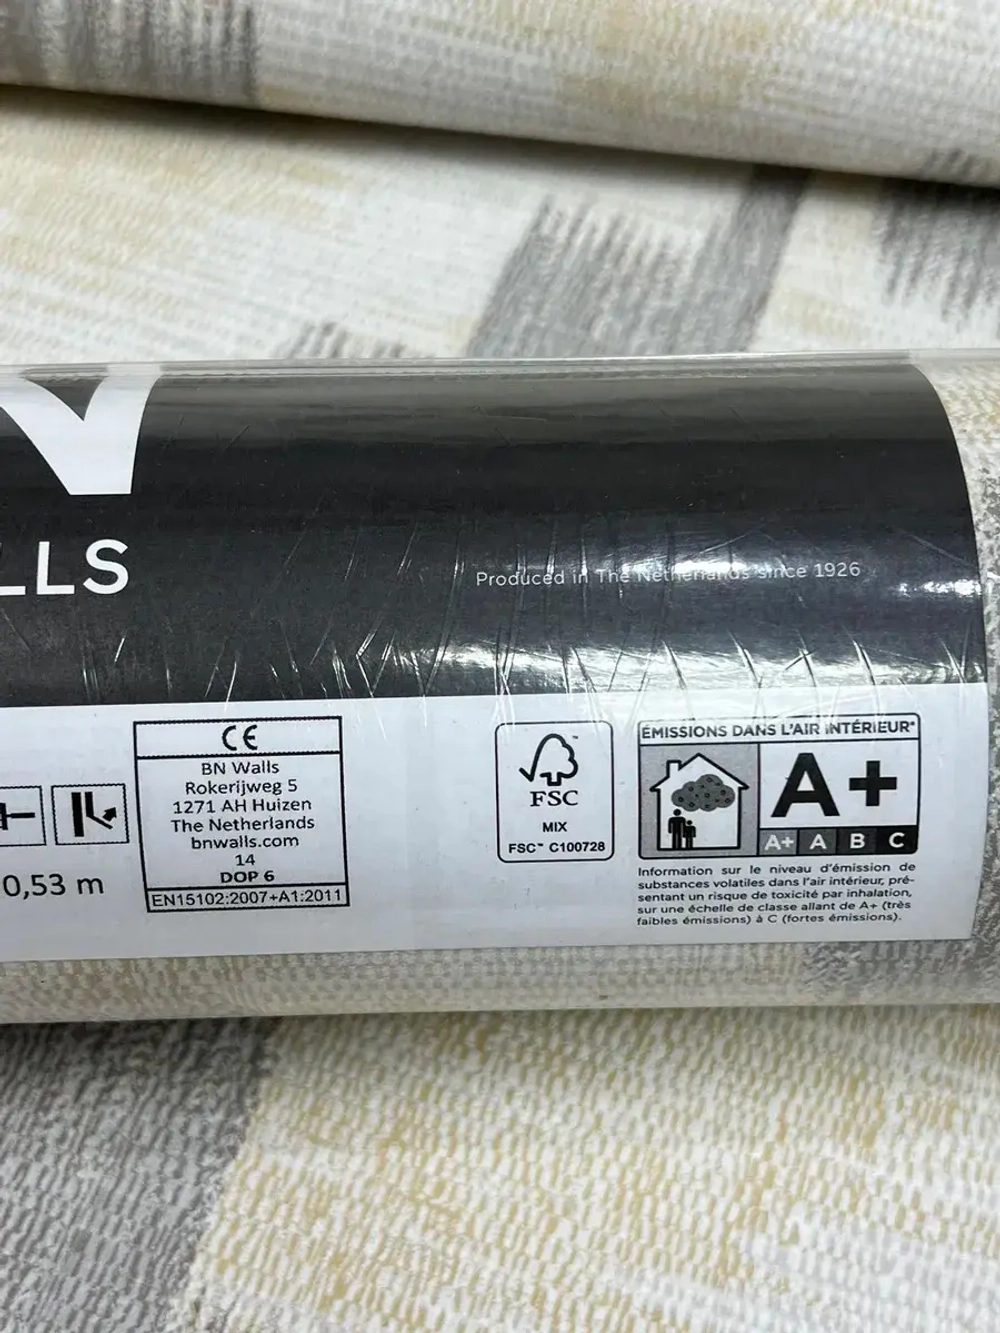 LLS
Produced in The Netherlands since 1926
CE
BN Walls
Rokerijweg 5
1271 AH Huizen
The Netherlands
bnwalls.com
14
DOP 6
EN15102:2007+A1:2011
0,53 m
™
FSC
MIX
FSC™ C100728
ÉMISSIONS DANS L'AIR INTÉRIEUR*
A+
A+ A B C
Information sur le niveau d'émission de
substances volatiles dans l'air intérieur, pré-
sentant un risque de toxicité par inhalation,
sur une échelle de classe allant de A+ (très
faibles émissions) à C (fortes émissions).